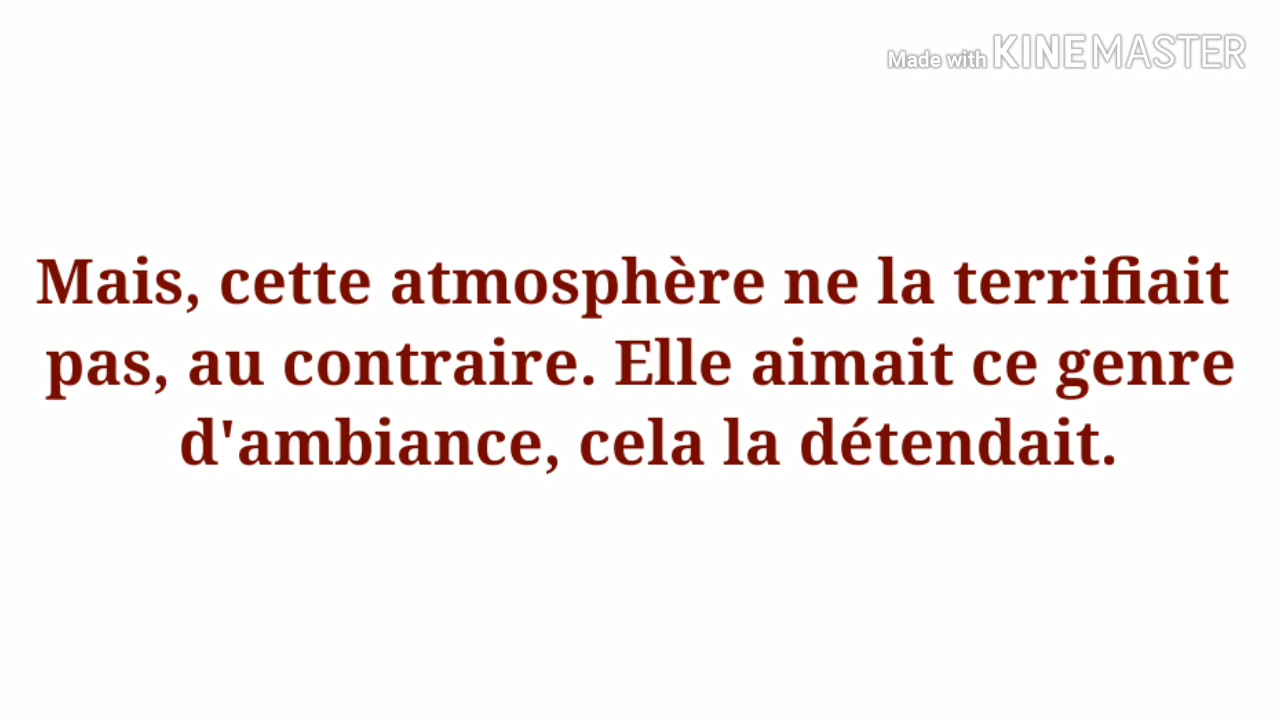 Made with KINEMASTER
Mais, cette atmosphère ne la terrifiait
pas, au contraire. Elle aimait ce genre
d'ambiance, cela la détendait.